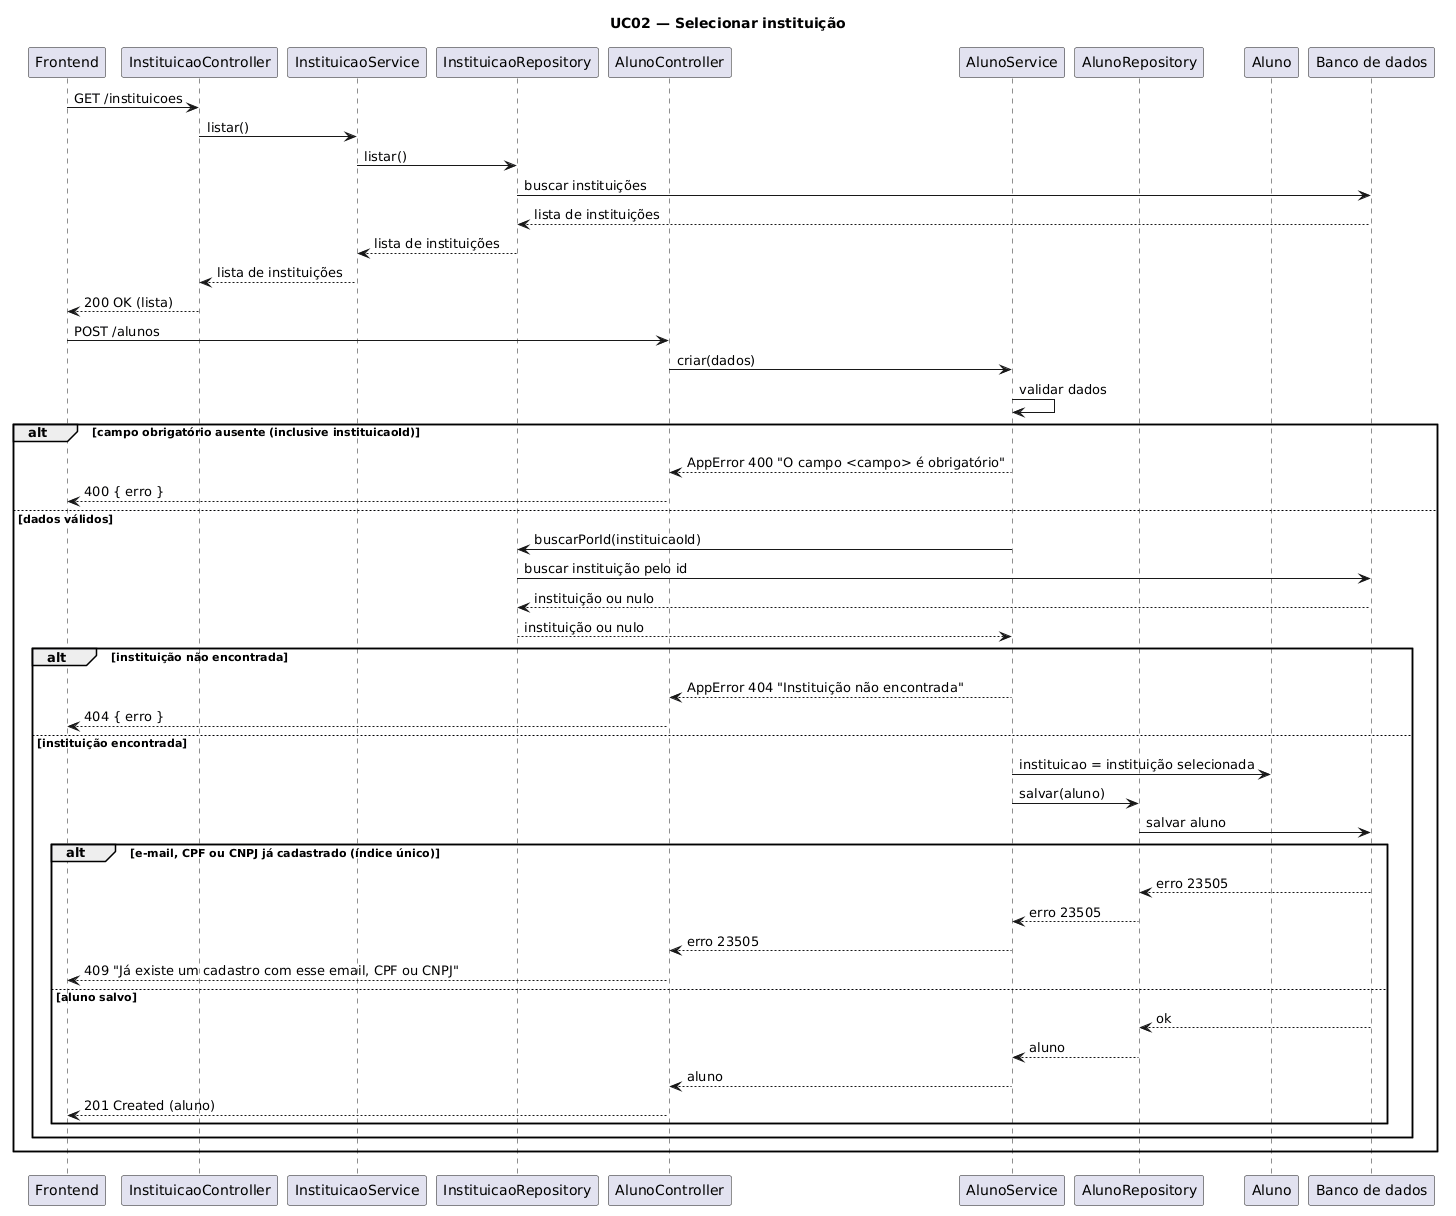 UC02 — Selecionar instituição
Frontend InstituicaoController InstituicaoService InstituicaoRepository AlunoController AlunoService AlunoRepository Aluno Banco de dados
GET /instituicoes
listar()
listar()
buscar instituições
lista de instituições
lista de instituições
lista de instituições
200 OK (lista)
POST /alunos
criar(dados)
validar dados
alt [campo obrigatório ausente (inclusive instituicaoId)]
AppError 400 "O campo <campo> é obrigatório"
400 { erro }
[dados válidos]
buscarPorId(instituicaoId)
buscar instituição pelo id
instituição ou nulo
instituição ou nulo
alt [instituição não encontrada]
AppError 404 "Instituição não encontrada"
404 { erro }
[instituição encontrada]
instituicao = instituição selecionada
salvar(aluno)
salvar aluno
alt [e-mail, CPF ou CNPJ já cadastrado (índice único)]
erro 23505
erro 23505
erro 23505
409 "Já existe um cadastro com esse email, CPF ou CNPJ"
[aluno salvo]
ok
aluno
aluno
201 Created (aluno)
Frontend InstituicaoController InstituicaoService InstituicaoRepository AlunoController AlunoService AlunoRepository Aluno Banco de dados